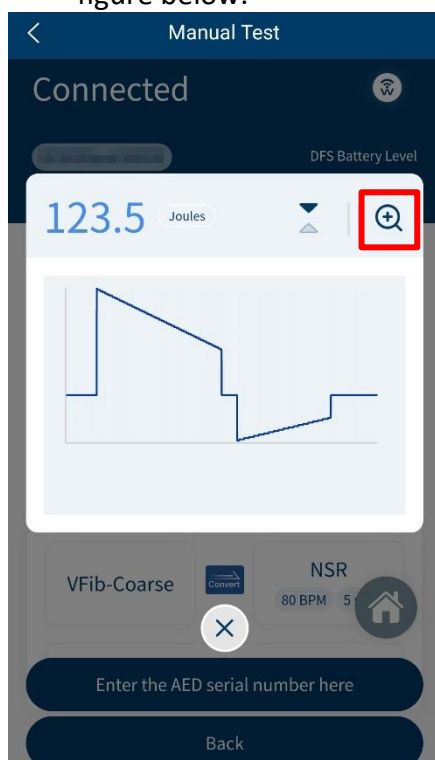 figure below.
Manual Test
Connected
DFS Battery Level
123.5 Joules
VFib-Coarse
Convert
NSR
80 BPM 5
Enter the AED serial number here
Back